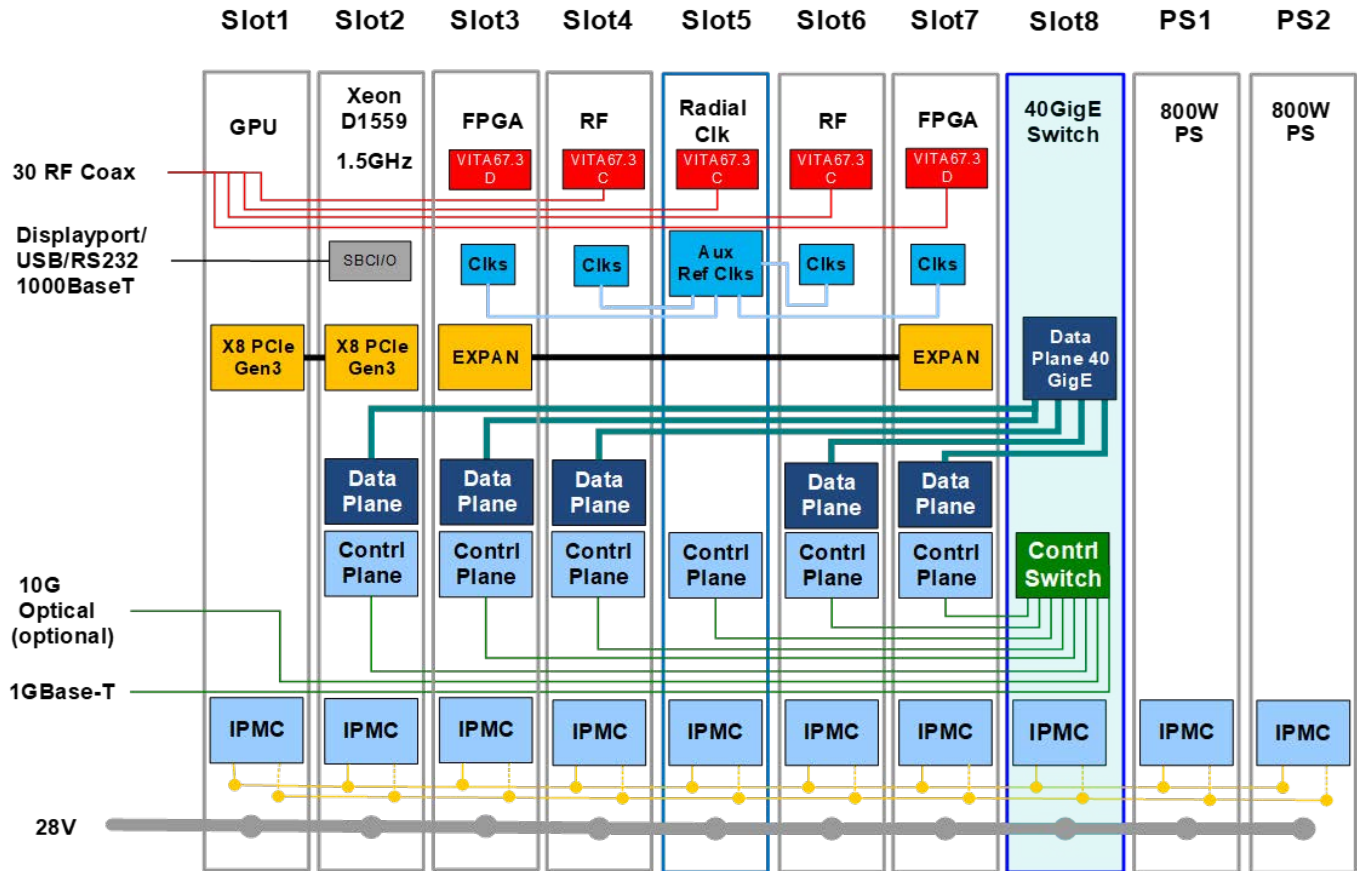 Slot1 Slot2 Slot3 Slot4 Slot5 Slot6 Slot7 Slot8 PS1 PS2
GPU
Xeon
D1559
1.5GHz
FPGA
RF
Radial
Clk
RF
FPGA
40GigE
Switch
800W
PS
800W
PS
30 RF Coax
VITA67.3
D
VITA67.3
C
VITA67.3
C
VITA67.3
C
VITA67.3
D
Displayport/
USB/RS232
1000BaseT
SBCI/O
Clks
Clks
Aux
Ref Clks
Clks
Clks
X8 PCIe
Gen3
X8 PCIe
Gen3
EXPAN
EXPAN
Data
Plane 40
GigE
Data
Plane
Data
Plane
Data
Plane
Data
Plane
Data
Plane
Contrl
Plane
Contrl
Plane
Contrl
Plane
Contrl
Plane
Contrl
Plane
Contrl
Plane
Contrl
Switch
10G
Optical
(optional)
1GBase-T
IPMC IPMC IPMC IPMC IPMC IPMC IPMC IPMC IPMC IPMC
28V